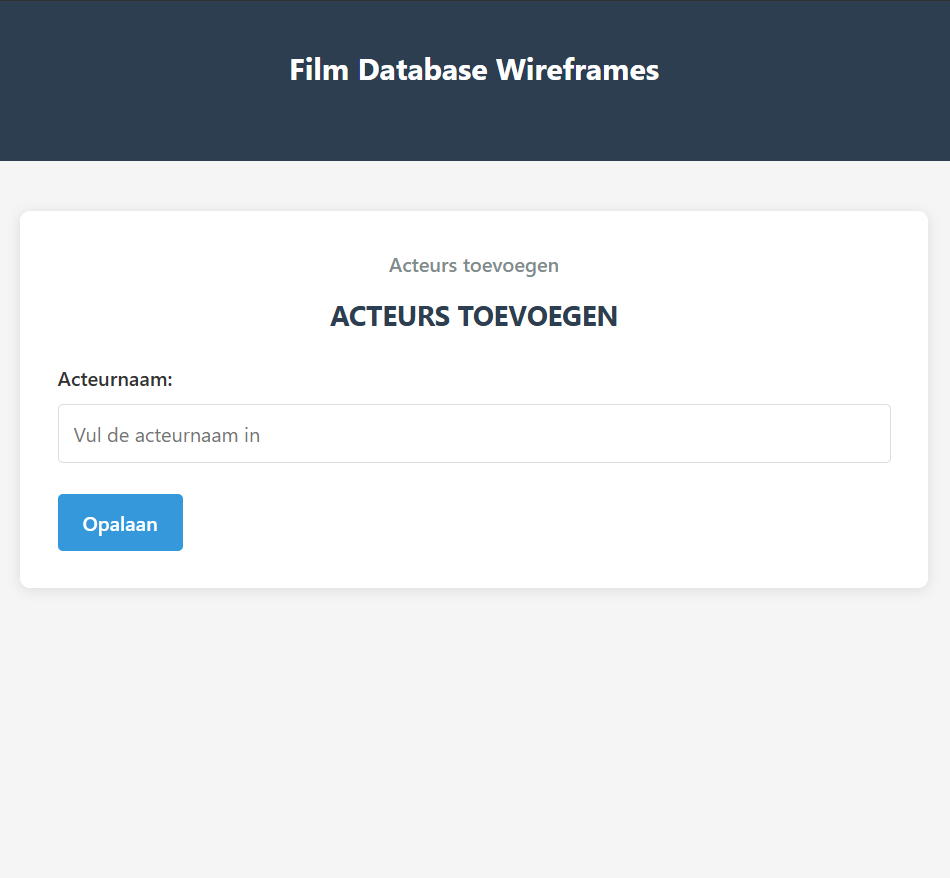 Film Database Wireframes
Acteurs toevoegen
ACTEURS TOEVOEGEN
Acteurnaam:
Vul de acteurnaam in
Opalaan